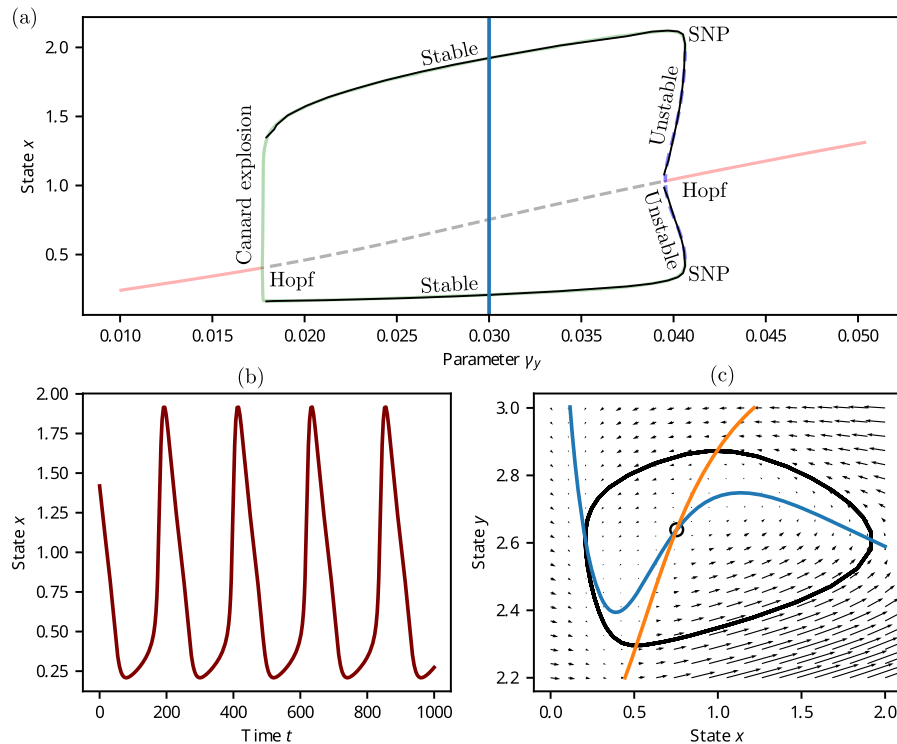 (a)
State x
2.0
1.5
1.0
0.5
Stable
SNP
Unstable
Canard explosion
Hopf
Unstable
Hopf
Stable
SNP
0.010
0.020
0.025
0.030
0.035
0.040
0.045
0.050
Parameter γy
(b)
State x
2.00
1.75
1.50
1.25
1.00
0.75
0.50
0.25
0
200
400
600
800
1000
Time t
(c)
State y
3.0
2.8
2.6
2.4
2.2
0.0
0.5
1.0
1.5
2.0
State x